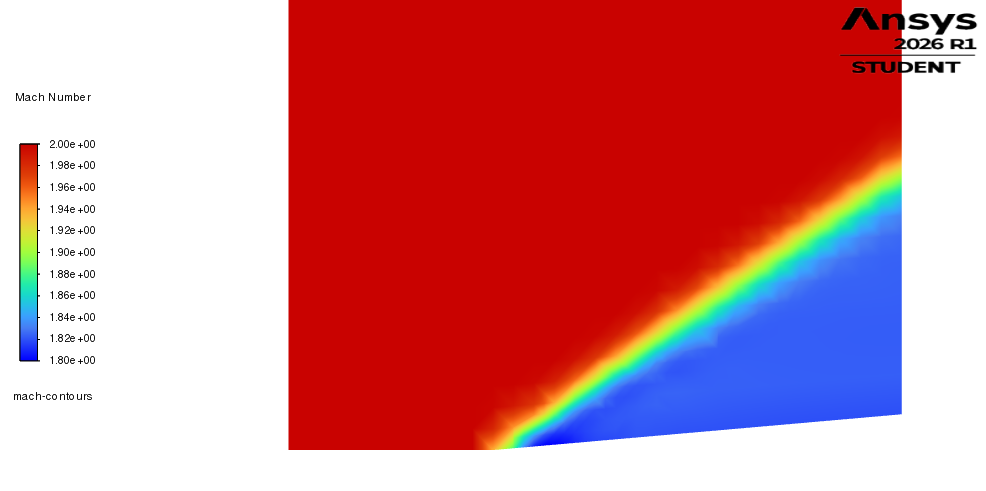 Ansys
2026 R1
STUDENT
Mach Number
2.00e+00
1.98e+00
1.96e+00
1.94e+00
1.92e+00
1.90e+00
1.88e+00
1.86e+00
1.84e+00
1.82e+00
1.80e+00
mach-contours